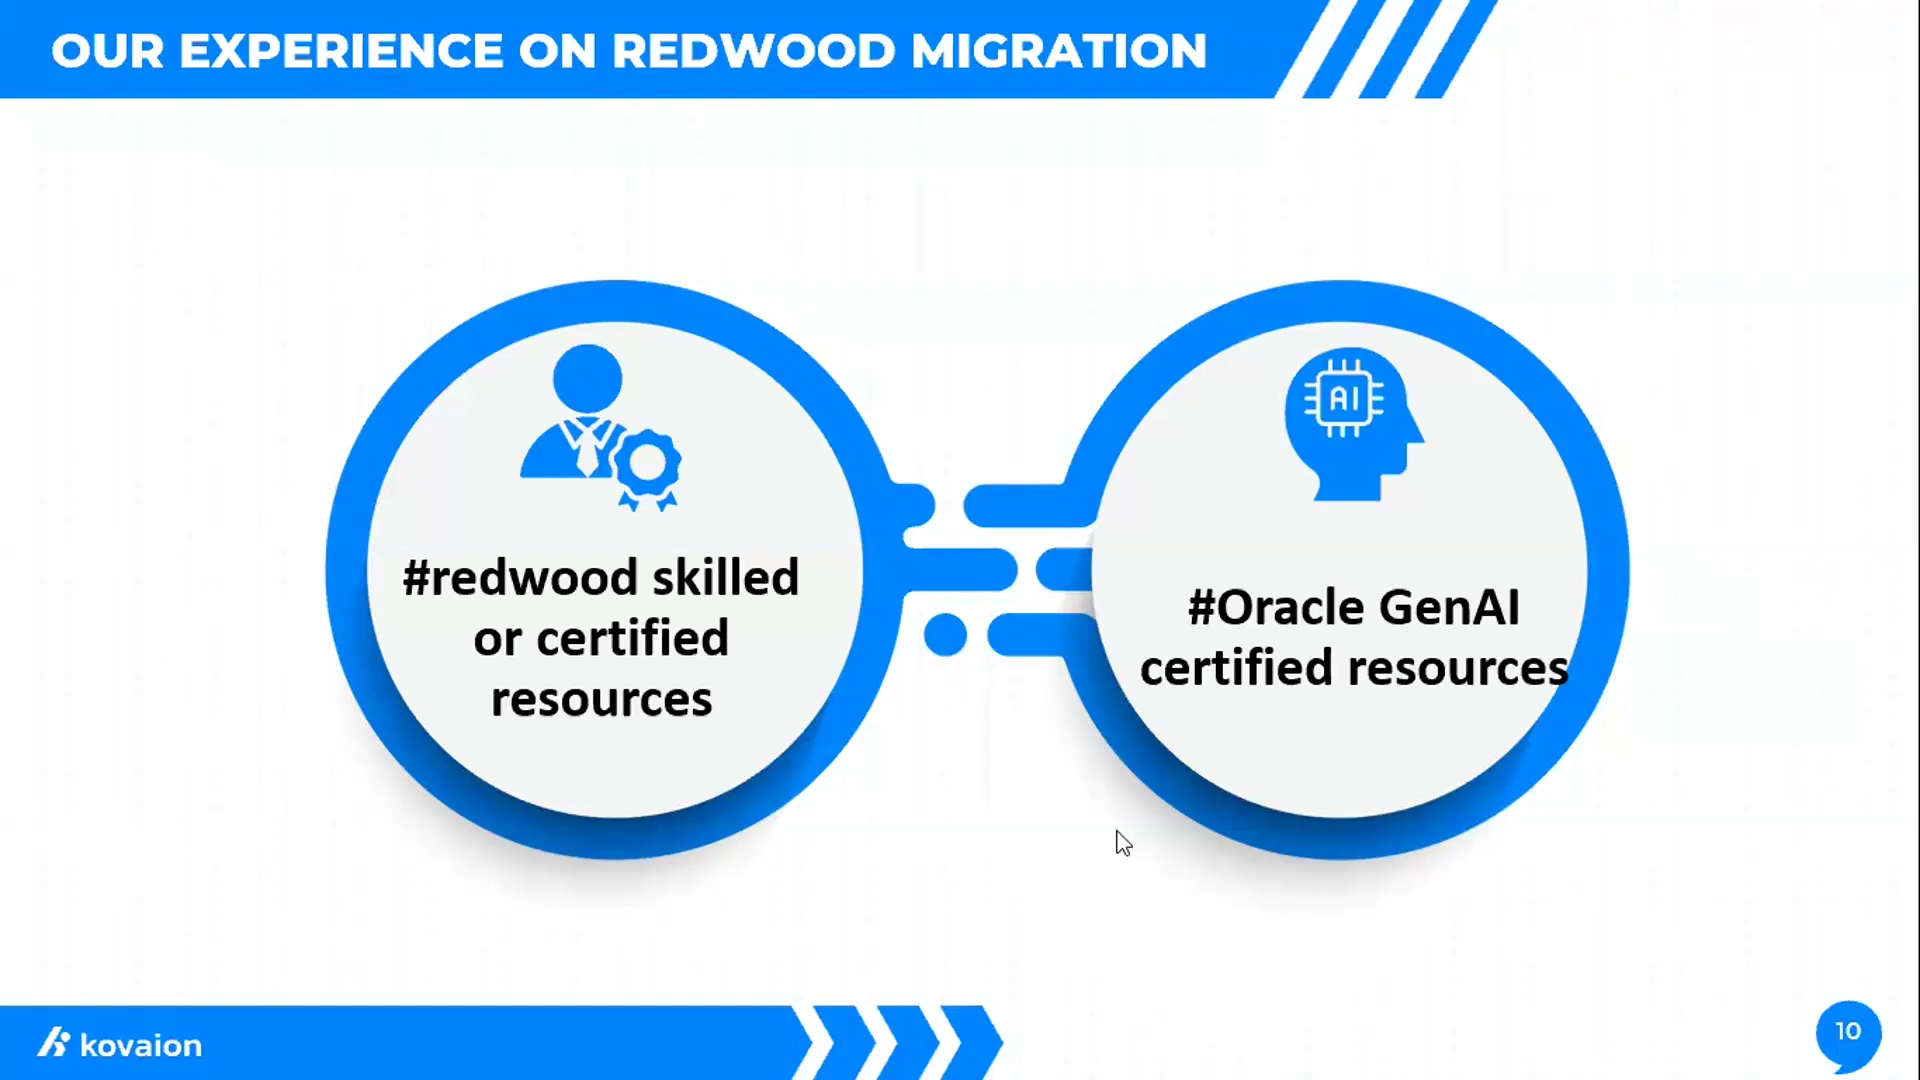 OUR EXPERIENCE ON REDWOOD MIGRATION
#redwood skilled
or certified
resources
AI
#Oracle GenAI
certified resources
kovaion
10